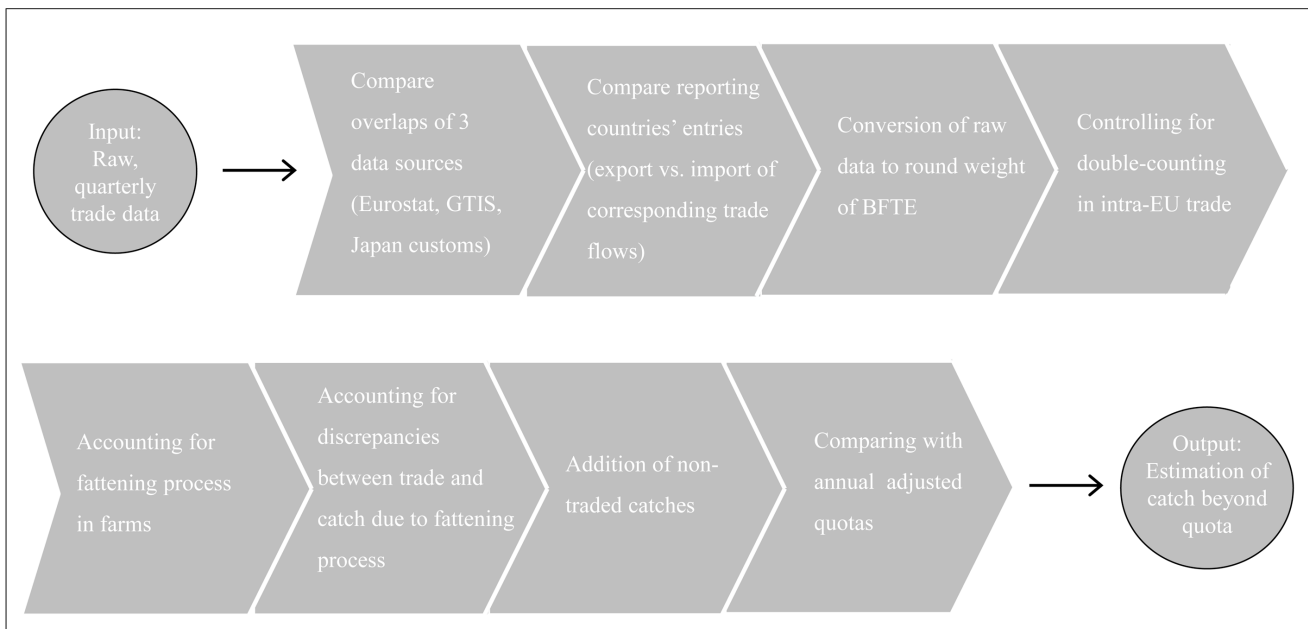 Input:
Raw,
quarterly
trade data
Compare
overlaps of 3
data sources
(Eurostat, GTIS,
Japan customs)
Compare reporting
countries’ entries
(export vs. import of
corresponding trade
flows)
Conversion of raw
data to round weight
of BFTE
Controlling for
double-counting
in intra-EU trade
Accounting for
fattening process
in farms
Accounting for
discrepancies
between trade and
catch due to fattening
process
Addition of non-
traded catches
Comparing with
annual adjusted
quotas
Output:
Estimation of
catch beyond
quota